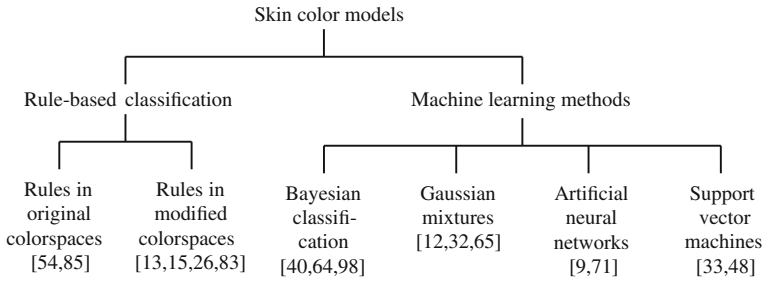 Skin color models
Rule-based classification
Machine learning methods
Rules in
original
colorspaces
[54,85]
Rules in
modified
colorspaces
[13,15,26,83]
Bayesian
classifi-
cation
[40,64,98]
Gaussian
mixtures
[12,32,65]
Artificial
neural
networks
[9,71]
Support
vector
machines
[33,48]